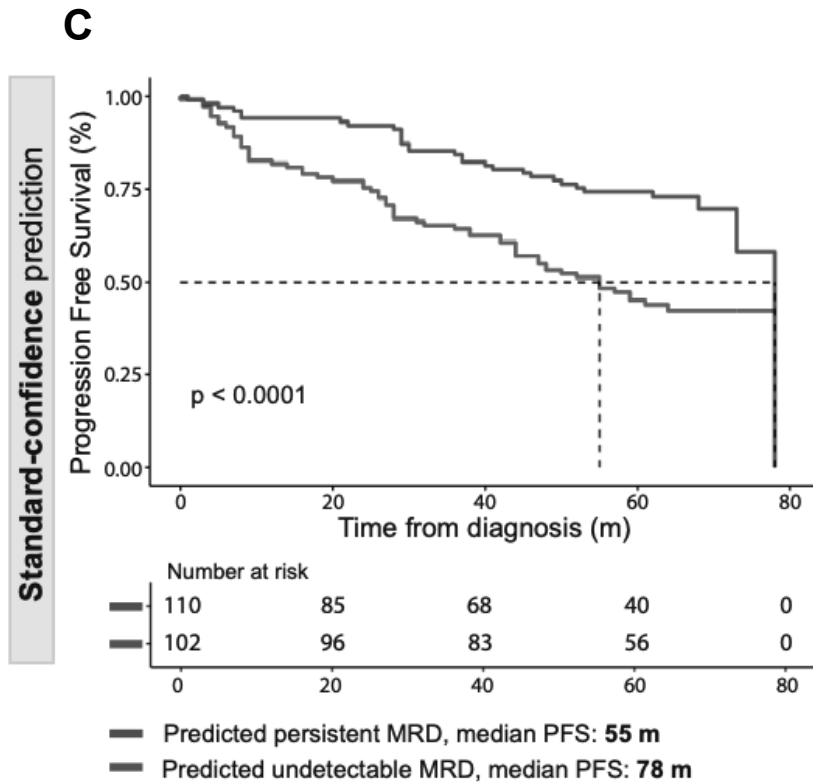 C
Standard-confidence prediction
Progression Free Survival (%)
1.00
0.75
0.50
0.25
0.00
p < 0.0001
0 20 40 60 80
Time from diagnosis (m)
Number at risk
110 85 68 40 0
102 96 83 56 0
0 20 40 60 80
Predicted persistent MRD, median PFS: 55 m
Predicted undetectable MRD, median PFS: 78 m